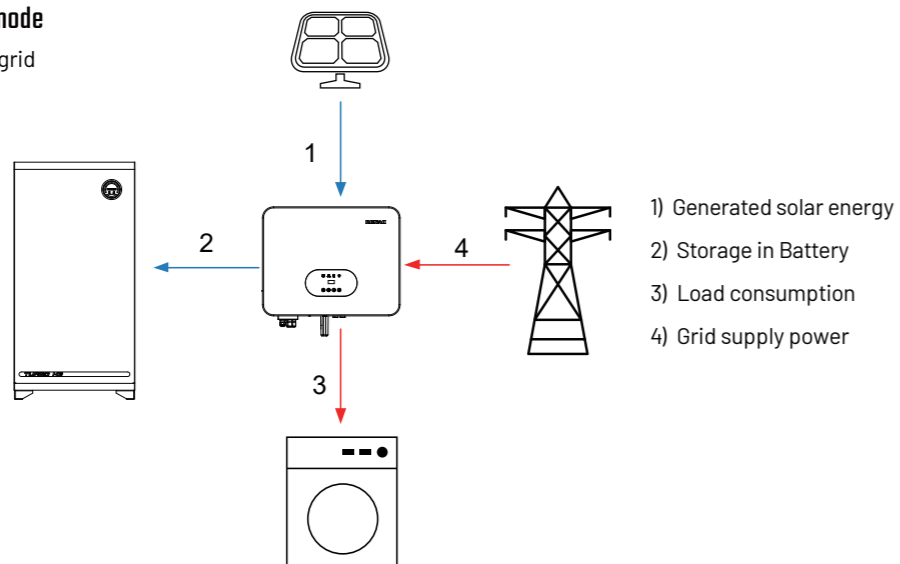 node
grid
1
2
4
3
1) Generated solar energy
2) Storage in Battery
3) Load consumption
4) Grid supply power